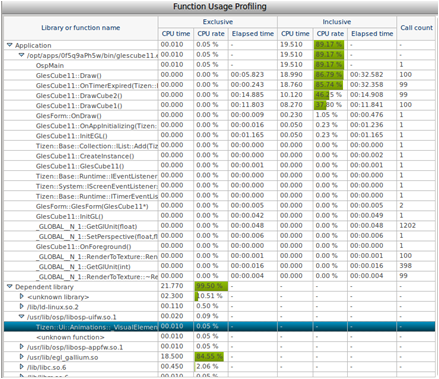 Function Usage Profiling
Library or function name Exclusive Inclusive Call count
CPU time CPU rate Elapsed time CPU time CPU rate Elapsed time
Application 00.010 0.05 % - 19.510 89.17 % - -
/opt/apps/0f5q9aPh5w/bin/glescube11. 00.010 0.05 % - 19.510 89.17 % - -
OspMain 00.010 0.05 % - 19.510 89.17 % - 1
GlesCube11::Draw() 00.000 0.00 % 00:05.823 18.990 86.79 % 00:32.582 100
GlesCube11::OnTimerExpired(Tizen:: 00.000 0.00 % 00:00.243 18.760 85.74 % 00:32.358 99
GlesCube11::DrawCube2() 00.000 0.00 % 00:14.885 10.120 46.25 % 00:14.908 99
GlesCube11::DrawCube1() 00.000 0.00 % 00:11.803 08.270 37.80 % 00:11.841 100
GlesForm::OnDraw() 00.000 0.00 % 00:00.009 00.230 1.05 % 00:00.476 1
GlesCube11::OnAppInitializing(Tizen: 00.000 0.00 % 00:00.016 00.050 0.23 % 00:01.236 1
GlesCube11::InitEGL() 00.000 0.00 % 00:01.165 00.050 0.23 % 00:01.165 1
Tizen::Base::Collection::IList::Add(Tiz 00.000 0.00 % 00:00.000 00.000 0.00 % 00:00.000 1
GlesCube11::CreateInstance() 00.000 0.00 % 00:00.000 00.000 0.00 % 00:00.002 1
GlesCube11::GlesCube11() 00.000 0.00 % 00:00.000 00.000 0.00 % 00:00.001 1
Tizen::Base::Runtime::IEventListener 00.000 0.00 % 00:00.000 00.000 0.00 % 00:00.000 1
Tizen::System::IScreenEventListener: 00.000 0.00 % 00:00.000 00.000 0.00 % 00:00.000 1
Tizen::Base::Runtime::ITimerEventLis 00.000 0.00 % 00:00.000 00.000 0.00 % 00:00.000 1
GlesForm::GlesForm(GlesCube11*) 00.000 0.00 % 00:00.005 00.000 0.00 % 00:00.005 2
GlesCube11::InitGL() 00.000 0.00 % 00:00.042 00.000 0.00 % 00:00.049 1
_GLOBAL__N_1::GetGlUnit(float) 00.000 0.00 % 00:00.048 00.000 0.00 % 00:00.048 1202
_GLOBAL__N_1::SetPerspective(float,fl 00.000 0.00 % 00:00.006 00.000 0.00 % 00:00.006 1
GlesCube11::OnForeground() 00.000 0.00 % 00:00.000 00.000 0.00 % 00:00.000 1
_GLOBAL__N_1::RenderToTexture::Ren 00.000 0.00 % 00:00.001 00.000 0.00 % 00:00.001 100
_GLOBAL__N_1::GetGlUnit(int) 00.000 0.00 % 00:00.016 00.000 0.00 % 00:00.016 398
_GLOBAL__N_1::RenderToTexture::~Re 00.000 0.00 % 00:00.004 00.000 0.00 % 00:00.004 99
Dependent library 21.770 99.50 % - - - - -
<unknown library> 02.300 10.51 % - - - - -
/lib/ld-linux.so.2 00.110 0.50 % - - - - -
/usr/lib/osp/libosp-uifw.so.1 00.020 0.09 % - - - - -
Tizen::Ui::Animations::_VisualElemen 00.010 0.05 % - - - - -
<unknown function> 00.010 0.05 % - - - - -
/usr/lib/osp/libosp-appfw.so.1 00.010 0.05 % - - - - -
/usr/lib/egl_gallium.so 18.500 84.55 % - - - - -
/lib/libc.so.6 00.450 2.06 % - - - - -